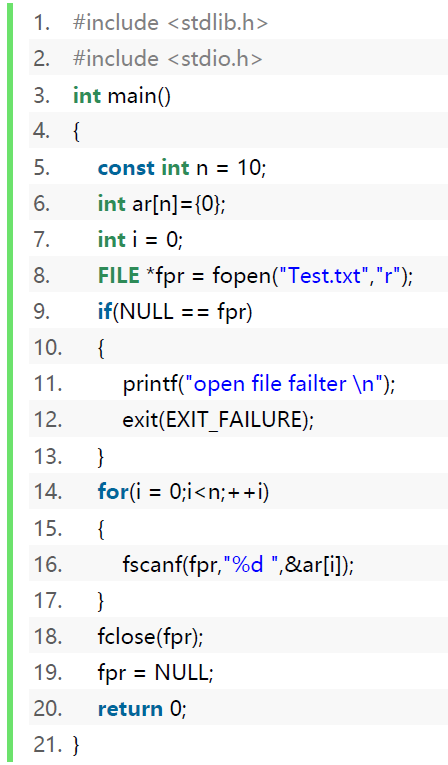 1. #include <stdlib.h>
2. #include <stdio.h>
3. int main()
4. {
5. const int n = 10;
6. int ar[n]={0};
7. int i = 0;
8. FILE *fpr = fopen("Test.txt","r");
9. if(NULL == fpr)
10. {
11. printf("open file failter \n");
12. exit(EXIT_FAILURE);
13. }
14. for(i = 0;i<n;++i)
15. {
16. fscanf(fpr,"%d ",&ar[i]);
17. }
18. fclose(fpr);
19. fpr = NULL;
20. return 0;
21. }